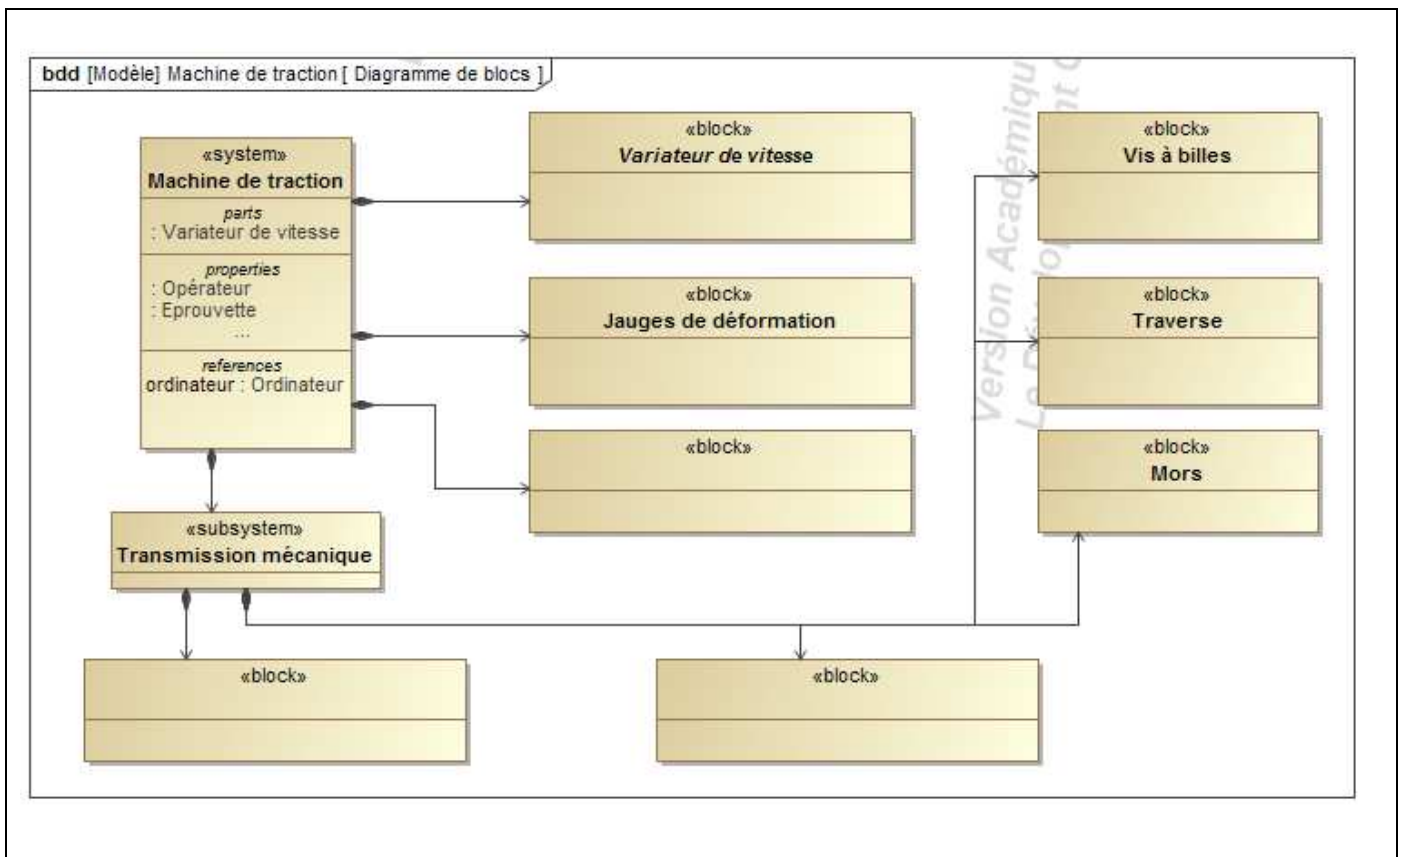 bdd [Modèle] Machine de traction [ Diagramme de blocs ]
«system»
Machine de traction
parts
: Variateur de vitesse
properties
: Opérateur
: Eprouvette
...
references
ordinateur : Ordinateur
«block»
Variateur de vitesse
«block»
Jauges de déformation
«block»
«block»
Vis à billes
«block»
Traverse
«block»
Mors
«subsystem»
Transmission mécanique
«block»
«block»
Version Académiqu